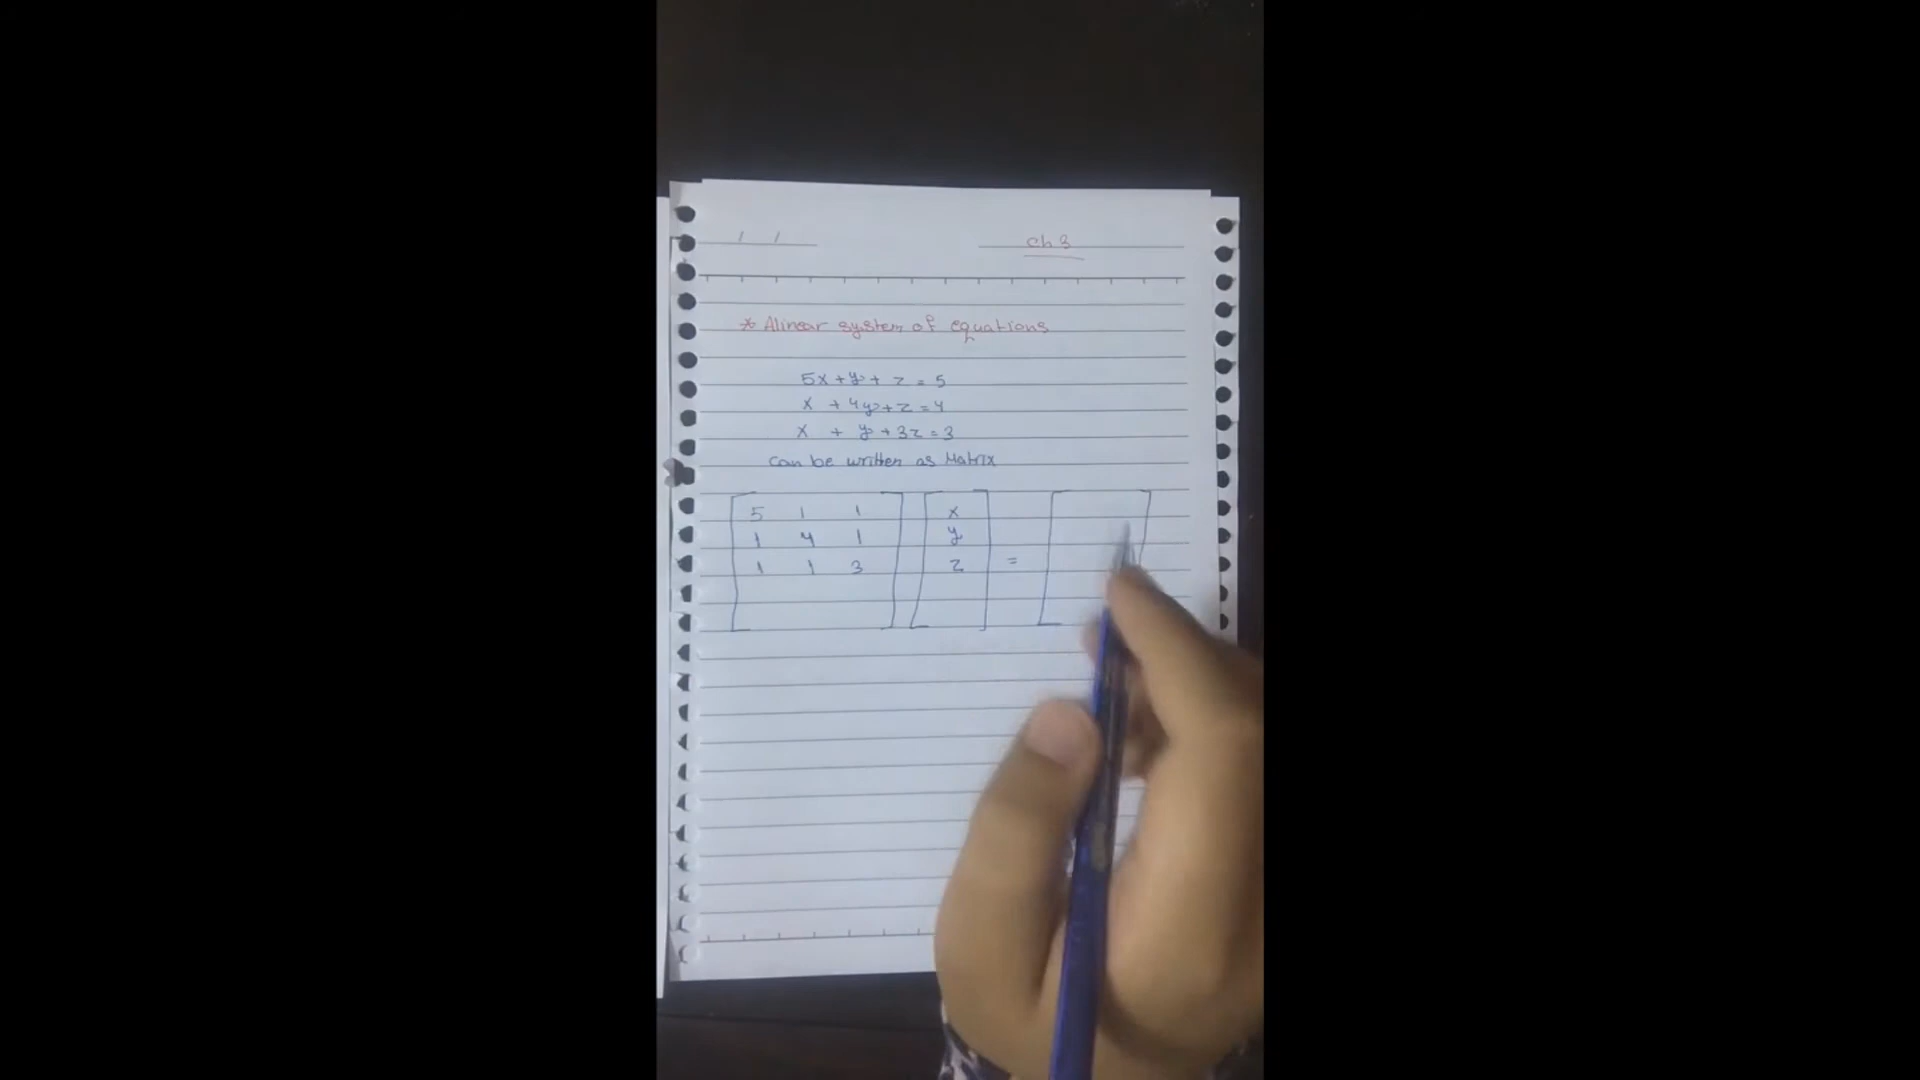 ch 3
* A linear system of equations
5x + y + z = 5
x + 4y + z = 4
x + y + 3z = 3
can be written as Matrix
5 1 1 x
1 4 1 y
1 1 3 z =